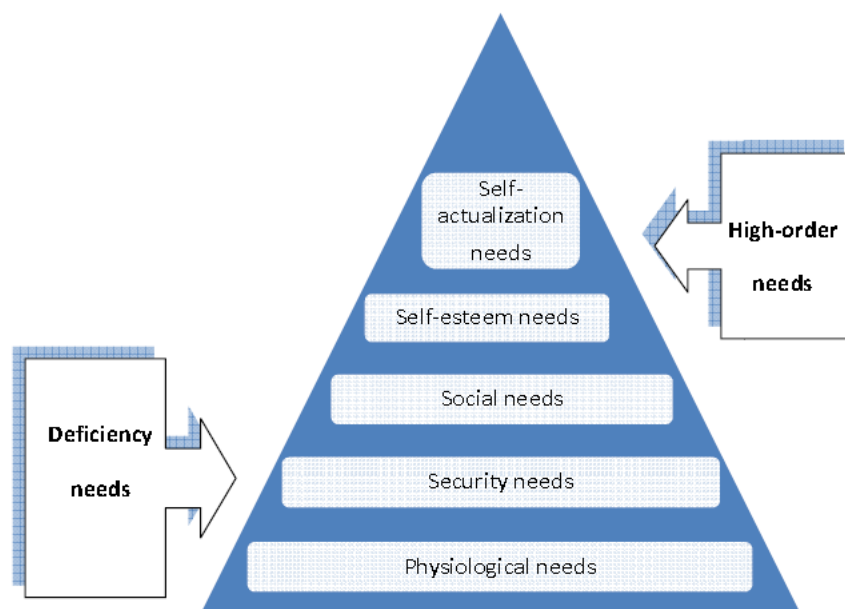 Self-
actualization
needs
High-order
needs
Self-esteem needs
Social needs
Deficiency
needs
Security needs
Physiological needs